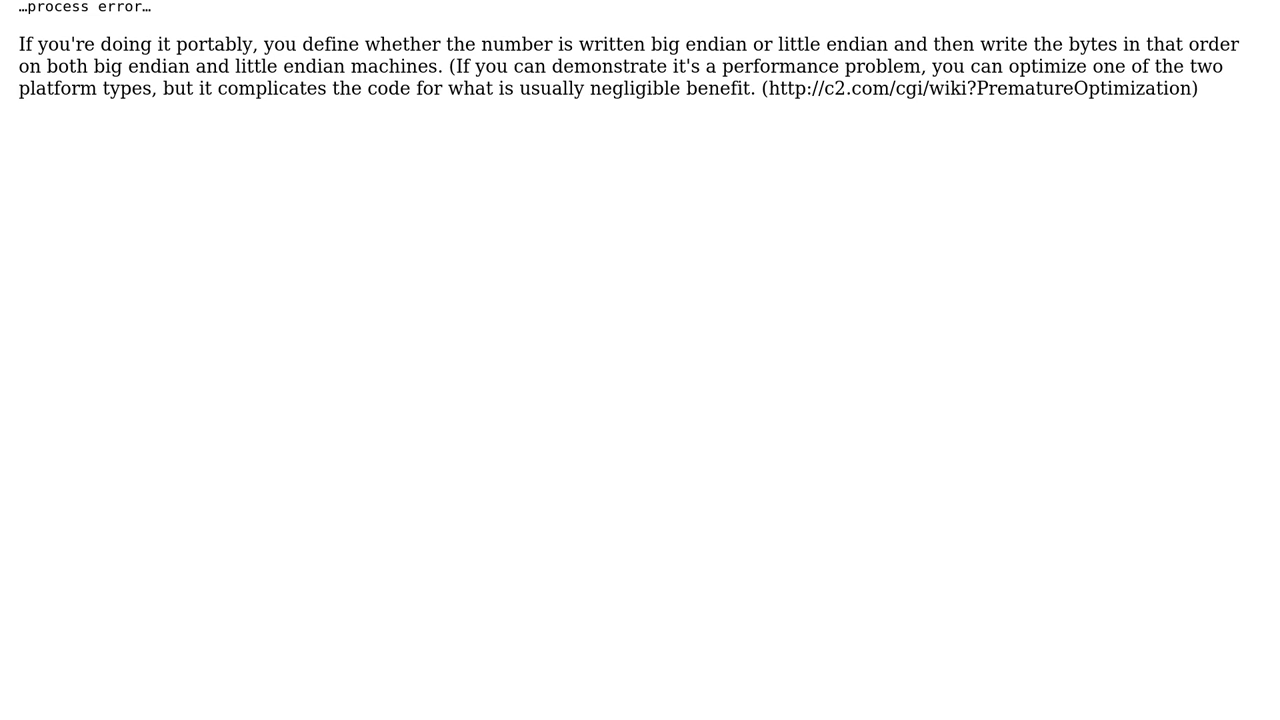 …process error…
If you're doing it portably, you define whether the number is written big endian or little endian and then write the bytes in that order
on both big endian and little endian machines. (If you can demonstrate it's a performance problem, you can optimize one of the two
platform types, but it complicates the code for what is usually negligible benefit. (http://c2.com/cgi/wiki?PrematureOptimization)